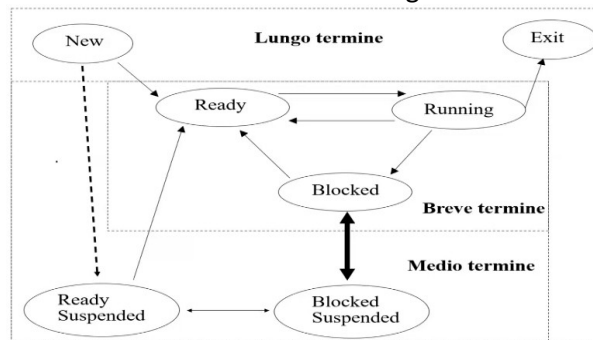 New
Lungo termine
Exit
Ready
Running
Blocked
Breve termine
Medio termine
Ready
Suspended
Blocked
Suspended